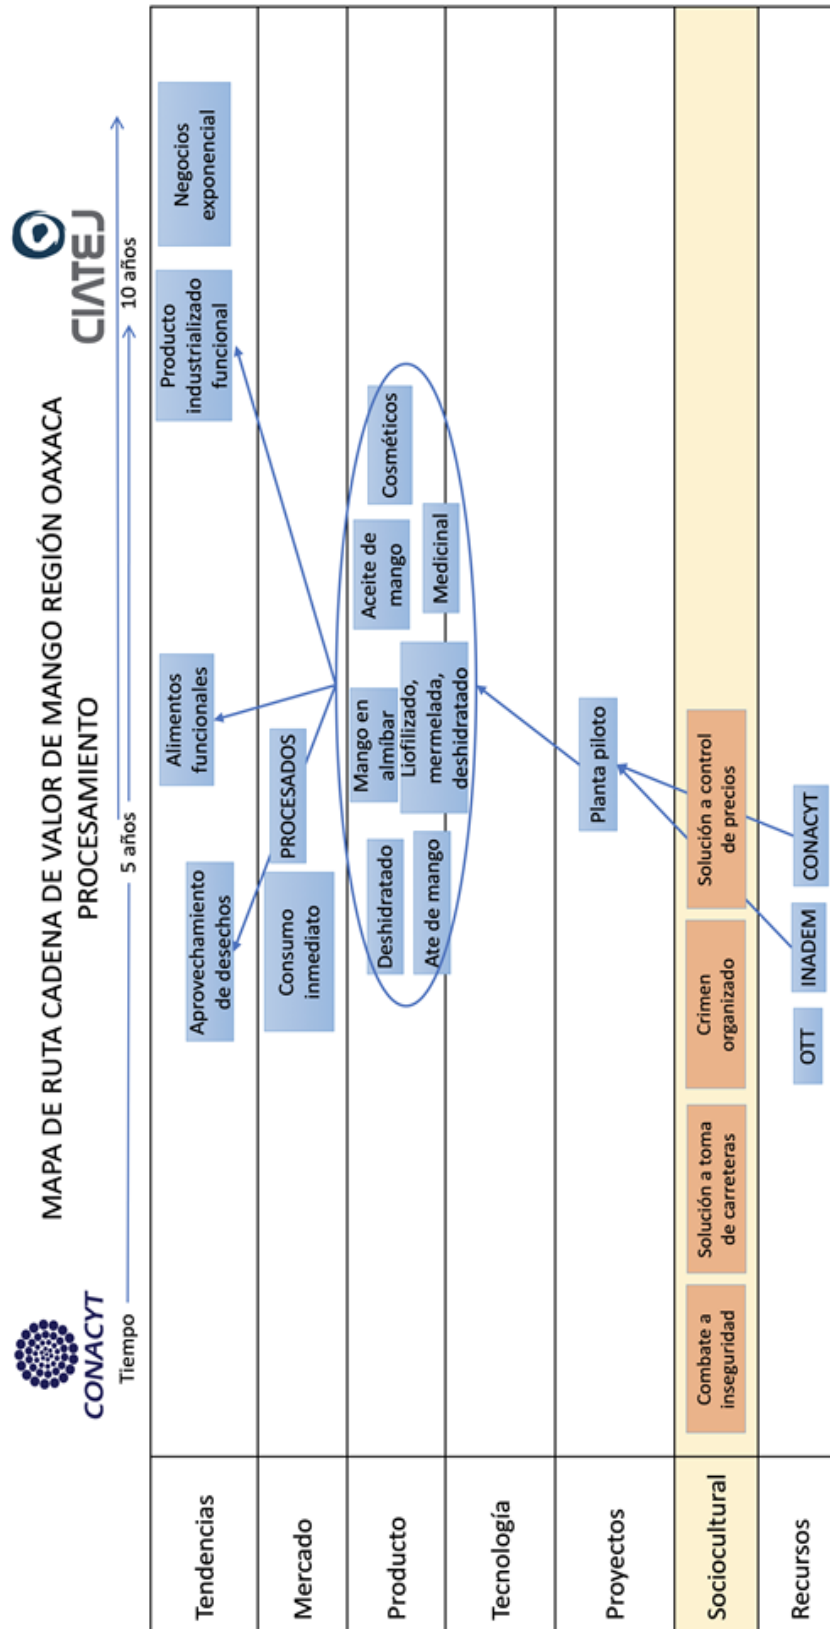 MAPA DE RUTA CADENA DE VALOR DE MANGO REGIÓN OAXACA
PROCESAMIENTO
CONACYT
CIATEJ
Tiempo
5 años
10 años
Tendencias
Aprovechamiento
de desechos
Alimentos
funcionales
Producto
industrializado
funcional
Negocios
exponencial
Mercado
Consumo
inmediato
PROCESADOS
Producto
Deshidratado
Ate de mango
Mango en
almíbar
Liofilizado,
mermelada,
deshidratado
Aceite de
mango
Medicinal
Cosméticos
Tecnología
Proyectos
Planta piloto
Sociocultural
Combate a
inseguridad
Solución a toma
de carreteras
Crimen
organizado
Solución a control
de precios
Recursos
OTT
INADEM
CONACYT